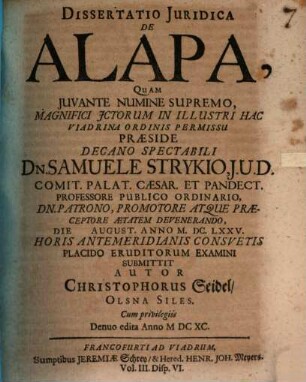 7
DISSERTATIO JURIDICA
DE
ALAPA,
QUAM
JUVANTE NUMINE SUPREMO,
MAGNIFICI JCTORUM IN ILLUSTRI HAC
VIADRINA ORDINIS PERMISSU
PRÆSIDE
DECANO SPECTABILI
DN. SAMUELE STRYKIO, J.U.D.
COMIT. PALAT. CÆSAR. ET PANDECT.
PROFESSORE PUBLICO ORDINARIO,
DN. PATRONO, PROMOTORE ATQUE PRÆ-
CEPTORE ÆTATEM DEVENERANDO,
DIE AUGUST. ANNO M. DC. LXXV.
HORIS ANTEMERIDIANIS CONSVETIS
PLACIDO ERUDITORUM EXAMINI
SUBMITTIT
AUTOR
CHRISTOPHORUS Seidel/
OLSNA SILES.
Cum privilegiis
Denuo edita Anno M DC XC.
FRANCOFURTI AD VIADRUM,
Sumptibus JEREMIÆ Schrey/ & Hered. HENR. JOH. Meyers.
Vol. III. Disp. VI.